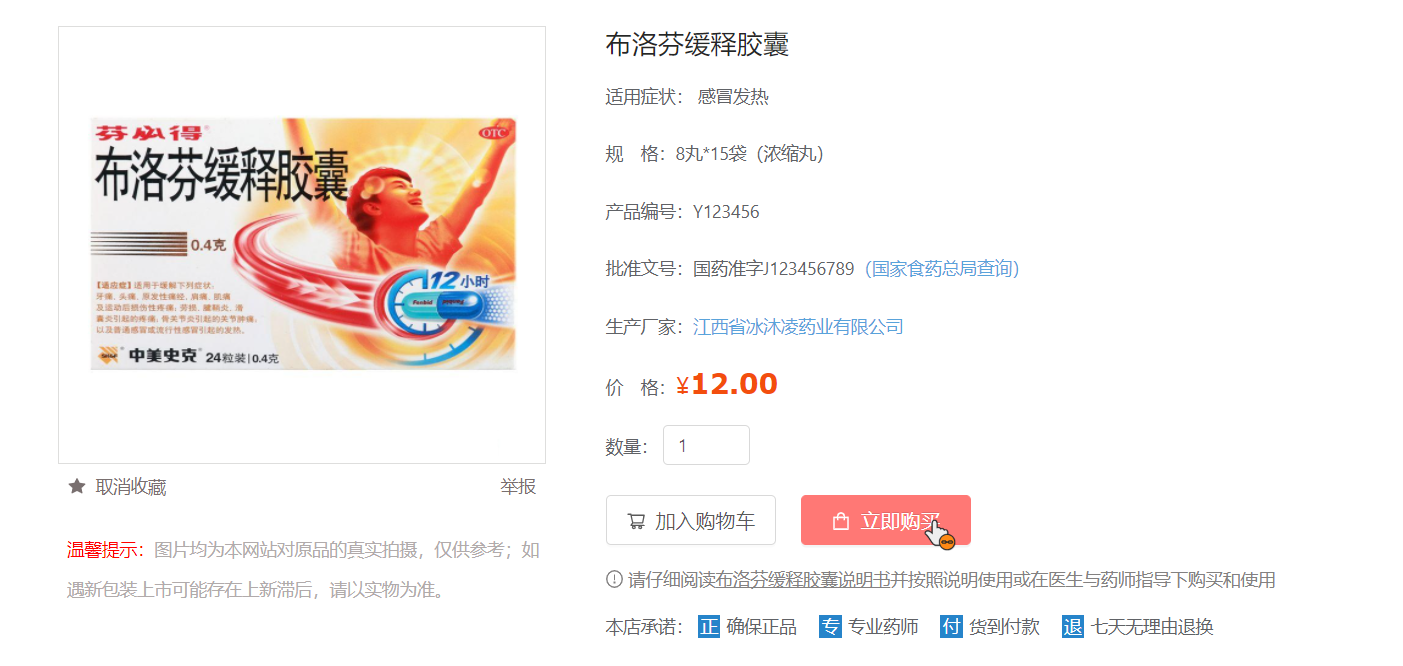 布洛芬缓释胶囊
适用症状： 感冒发热
规 格：8丸*15袋（浓缩丸）
产品编号：Y123456
批准文号：国药准字J123456789（国家食药总局查询）
生产厂家：江西省冰沐凌药业有限公司
价 格：¥12.00
数量： 1
加入购物车
立即购买
请仔细阅读布洛芬缓释胶囊说明书并按照说明使用或在医生与药师指导下购买和使用
本店承诺： 正 确保正品 专 专业药师 付 货到付款 退 七天无理由退换
芬必得
OTC
布洛芬缓释胶囊
0.4克
12小时
Fenbid
【适应症】适用于缓解下列症状：
牙痛、头痛、原发性痛经、肩痛、肌痛
及运动后损伤性疼痛，劳损、腱鞘炎、滑
囊炎引起的疼痛，骨关节炎引起的关节肿痛，
以及普通感冒或流行性感冒引起的发热。
中美史克 24粒装|0.4克
取消收藏
举报
温馨提示：图片均为本网站对原品的真实拍摄，仅供参考；如
遇新包装上市可能存在上新滞后，请以实物为准。